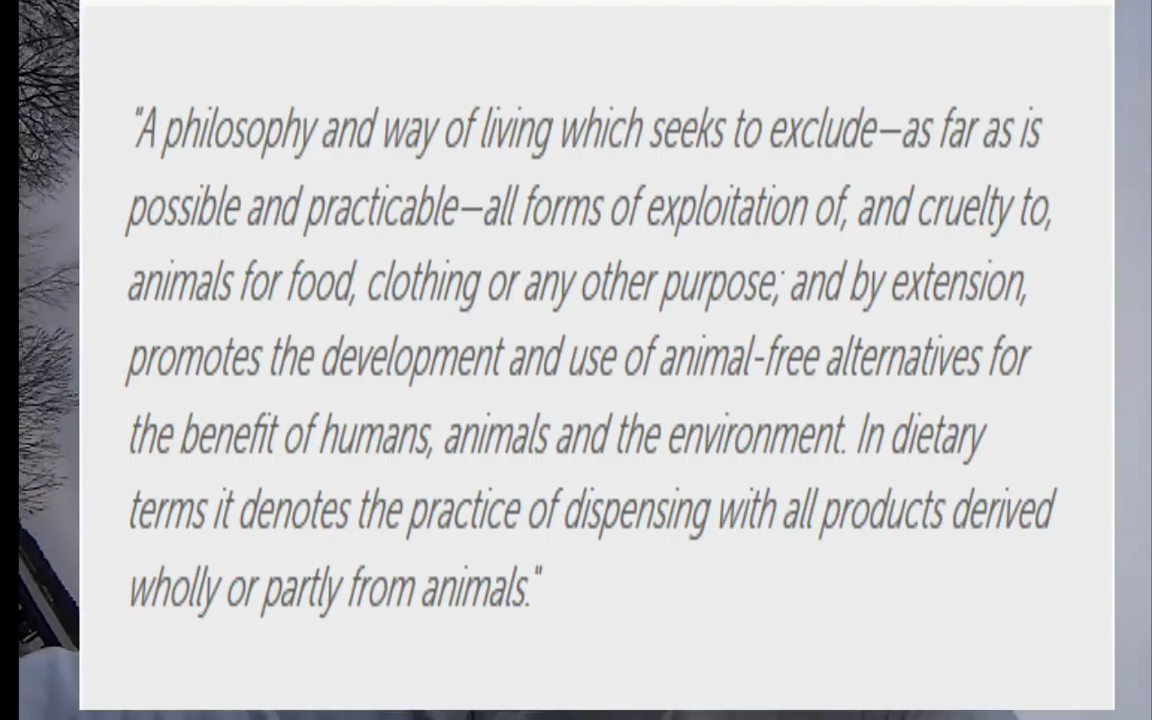 "A philosophy and way of living which seeks to exclude—as far as is
possible and practicable—all forms of exploitation of, and cruelty to,
animals for food, clothing or any other purpose; and by extension,
promotes the development and use of animal-free alternatives for
the benefit of humans, animals and the environment. In dietary
terms it denotes the practice of dispensing with all products derived
wholly or partly from animals."